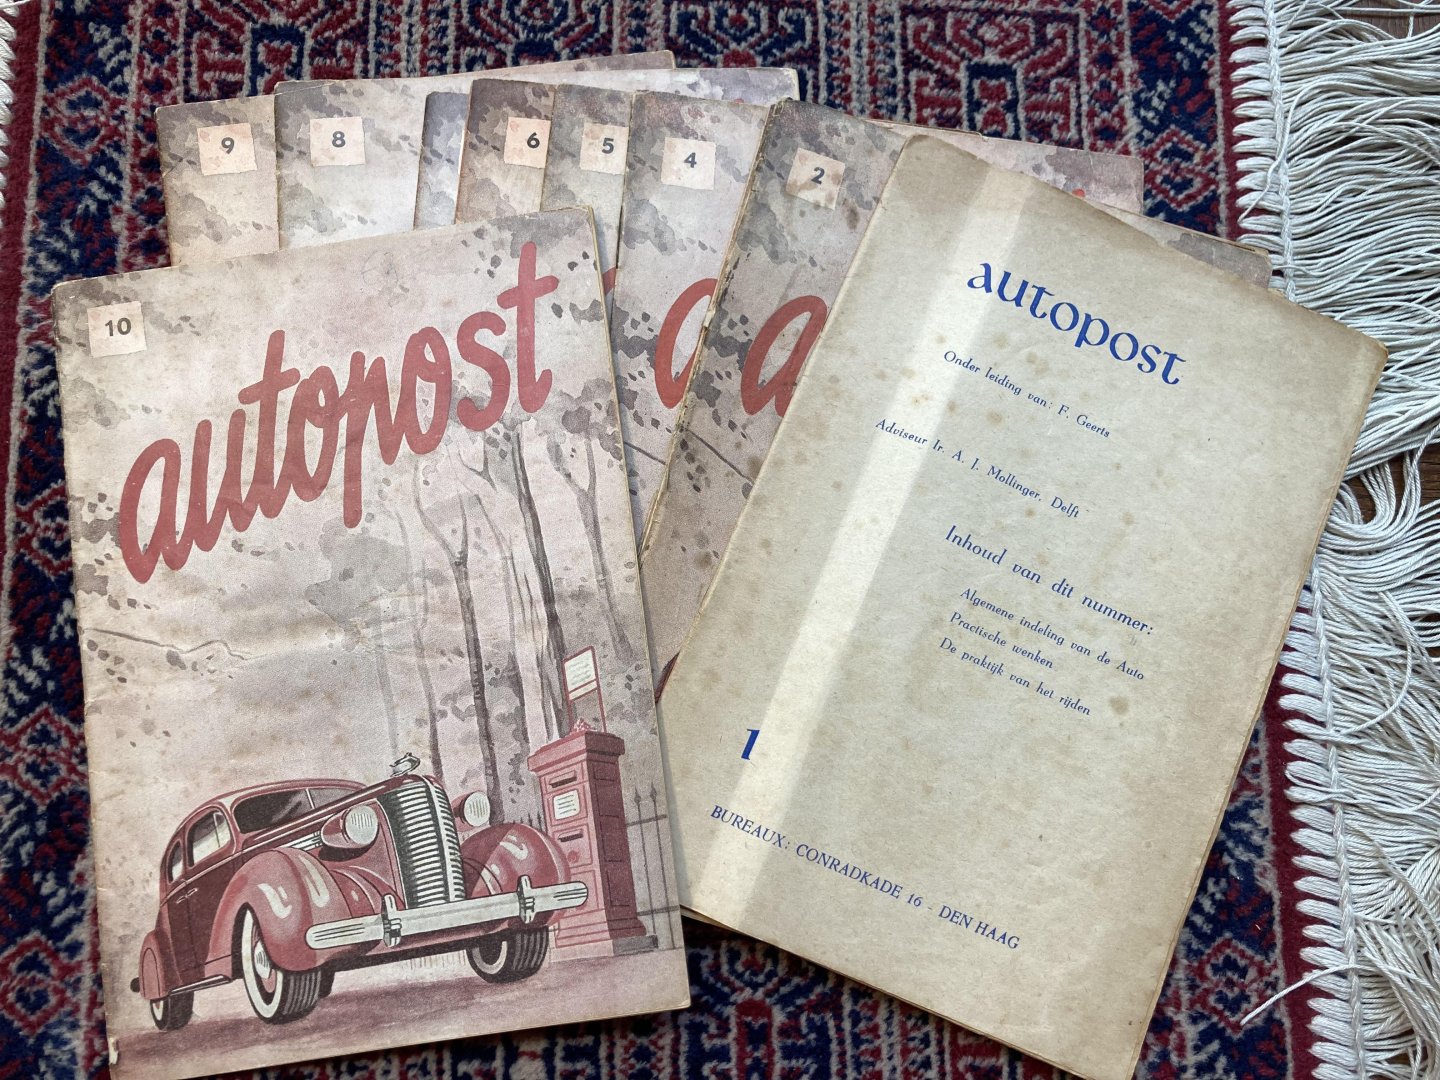 9
8
6
5
4
2
10
autopost
a
a
autopost
Onder leiding van: F. Geerts
Adviseur Ir. A. J. Mollinger, Delft
Inhoud van dit nummer:
Algemene indeling van de Auto
Practische wenken
De praktijk van het rijden
1
BUREAUX: CONRADKADE 16 - DEN HAAG